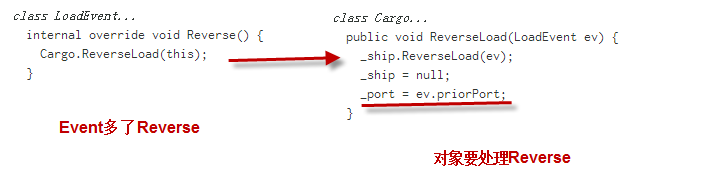 class LoadEvent...
internal override void Reverse() {
Cargo.ReverseLoad(this);
}
Event多了Reverse
class Cargo...
public void ReverseLoad(LoadEvent ev) {
_ship.ReverseLoad(ev);
_ship = null;
_port = ev.priorPort;
}
对象要处理Reverse